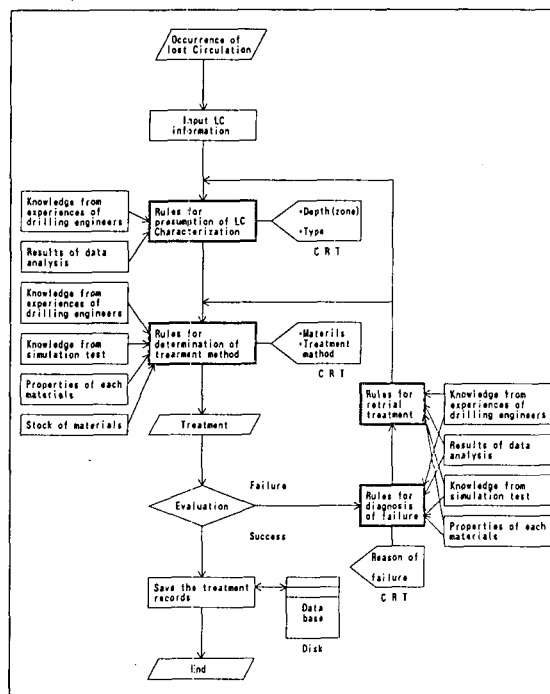 Occurrence of
lost Circulation
Input LC
information
Knowledge from
experiences of
drilling engineers
Results of data
analysis
Rules for
presumption of LC
Characterization
•Depth(zone)
•Type
C R T
Knowledge from
experiences of
drilling engineers
Knowledge from
simulation test
Properties of each
materials
Stock of materials
Rules for
determination of
trearment method
•Materils
•Treatment
method
CRT
Treatment
Rules for
retrial treatment
Knowledge from
experiences of
drilling engineers
Results of data
analysis
Knowledge from
simulation test
Properties of each
materials
Evaluation
Failure
Success
Rules for
diagnosis
of failure
Reason of
failure
C R T
Save the treatment
records
Data
base
Disk
End